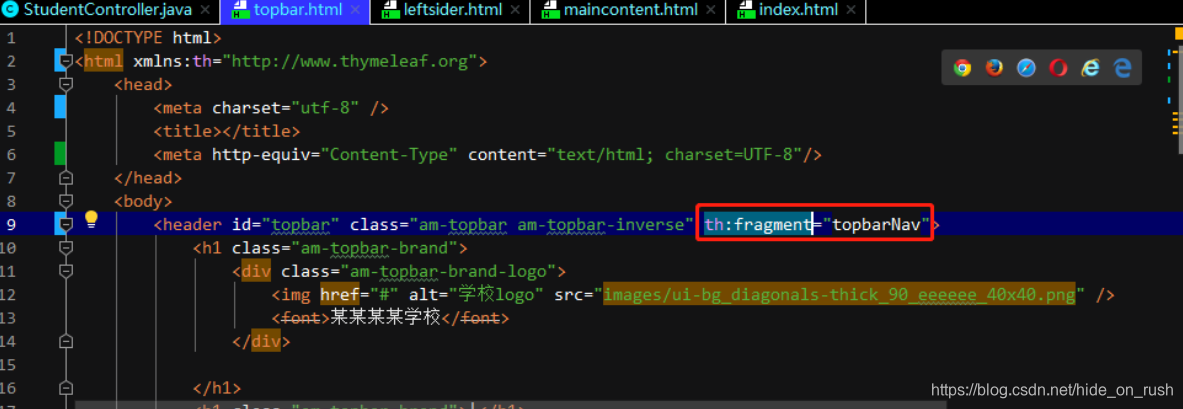 StudentController.java topbar.html leftsider.html maincontent.html index.html
1 <!DOCTYPE html>
2 <html xmlns:th="http://www.thymeleaf.org">
3 <head>
4 <meta charset="utf-8" />
5 <title></title>
6 <meta http-equiv="Content-Type" content="text/html; charset=UTF-8"/>
7 </head>
8 <body>
9 <header id="topbar" class="am-topbar am-topbar-inverse" th:fragment="topbarNav">
10 <h1 class="am-topbar-brand">
11 <div class="am-topbar-brand-logo">
12 <img href="#" alt="学校logo" src="images/ui-bg_diagonals-thick_90_eeeeee_40x40.png" />
13 <font>某某某某学校</font>
14 </div>
15
16 </h1>
https://blog.csdn.net/hide_on_rush